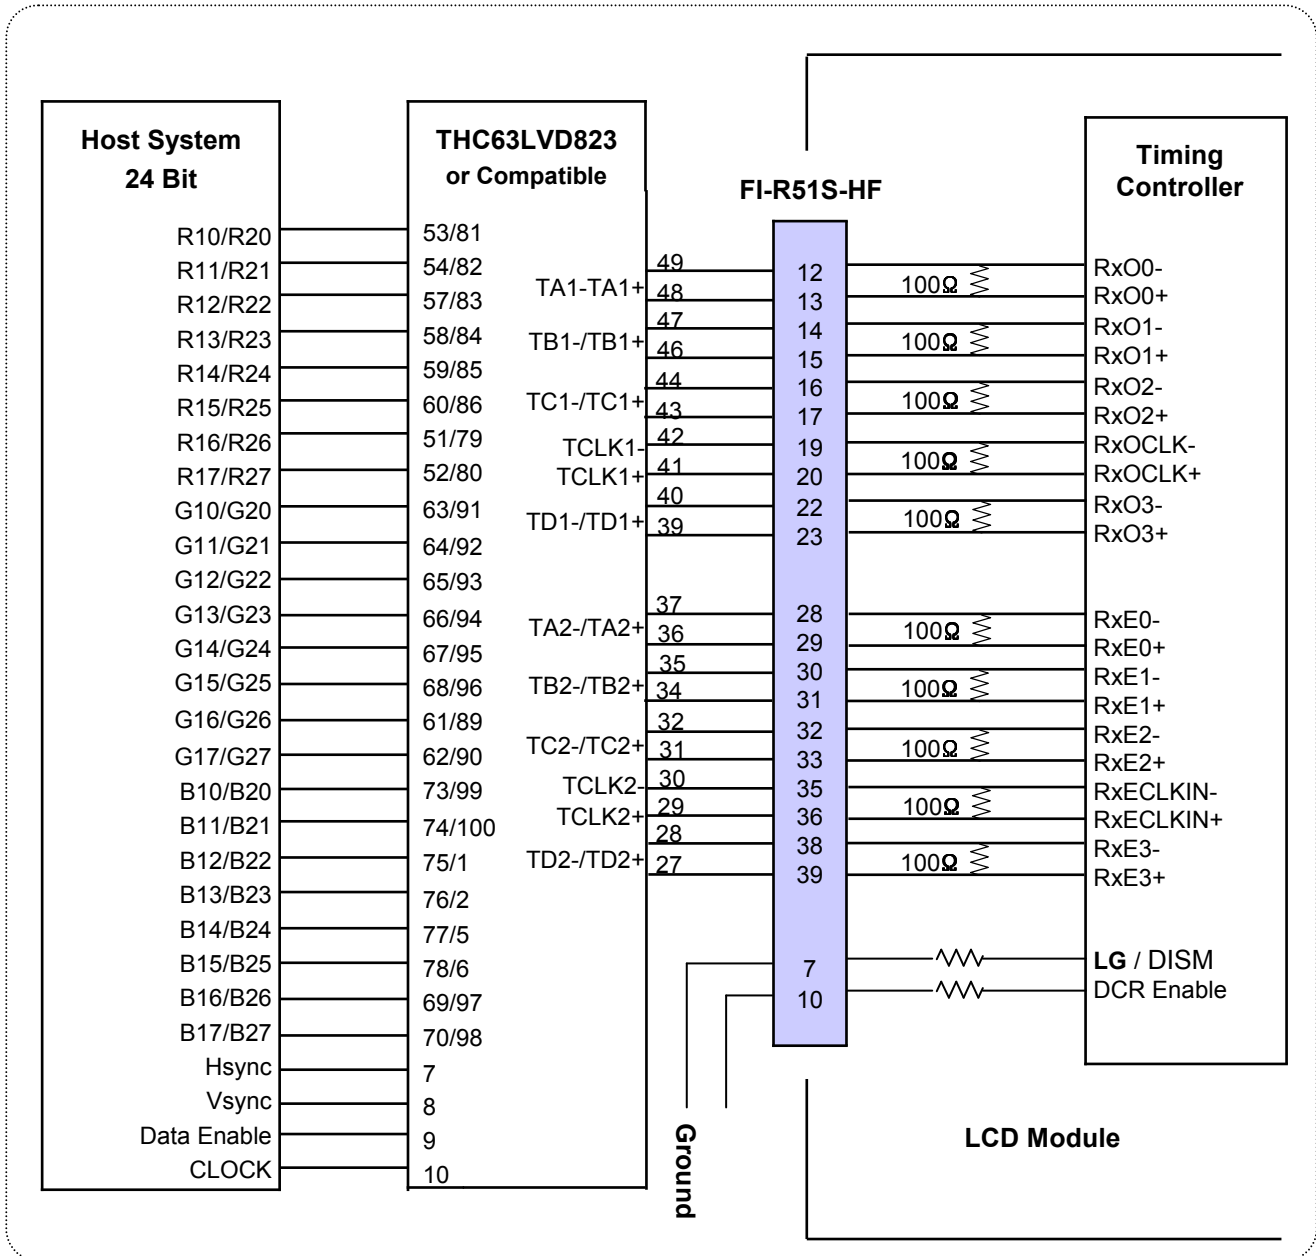 Host System
24 Bit
R10/R20
R11/R21
R12/R22
R13/R23
R14/R24
R15/R25
R16/R26
R17/R27
G10/G20
G11/G21
G12/G22
G13/G23
G14/G24
G15/G25
G16/G26
G17/G27
B10/B20
B11/B21
B12/B22
B13/B23
B14/B24
B15/B25
B16/B26
B17/B27
Hsync
Vsync
Data Enable
CLOCK
THC63LVD823
or Compatible
53/81
54/82
57/83
58/84
59/85
60/86
51/79
52/80
63/91
64/92
65/93
66/94
67/95
68/96
61/89
62/90
73/99
74/100
75/1
76/2
77/5
78/6
69/97
70/98
7
8
9
10
TA1-TA1+
TB1-/TB1+
TC1-/TC1+
TCLK1-
TCLK1+
TD1-/TD1+
TA2-/TA2+
TB2-/TB2+
TC2-/TC2+
TCLK2-
TCLK2+
TD2-/TD2+
49
48
47
46
44
43
42
41
40
39
37
36
35
34
32
31
30
29
28
27
FI-R51S-HF
12
13
14
15
16
17
19
20
22
23
28
29
30
31
32
33
35
36
38
39
7
10
100Ω
100Ω
100Ω
100Ω
100Ω
100Ω
100Ω
100Ω
100Ω
100Ω
Timing
Controller
RxO0-
RxO0+
RxO1-
RxO1+
RxO2-
RxO2+
RxOCLK-
RxOCLK+
RxO3-
RxO3+
RxE0-
RxE0+
RxE1-
RxE1+
RxE2-
RxE2+
RxECLKIN-
RxECLKIN+
RxE3-
RxE3+
LG / DISM
DCR Enable
Ground
LCD Module